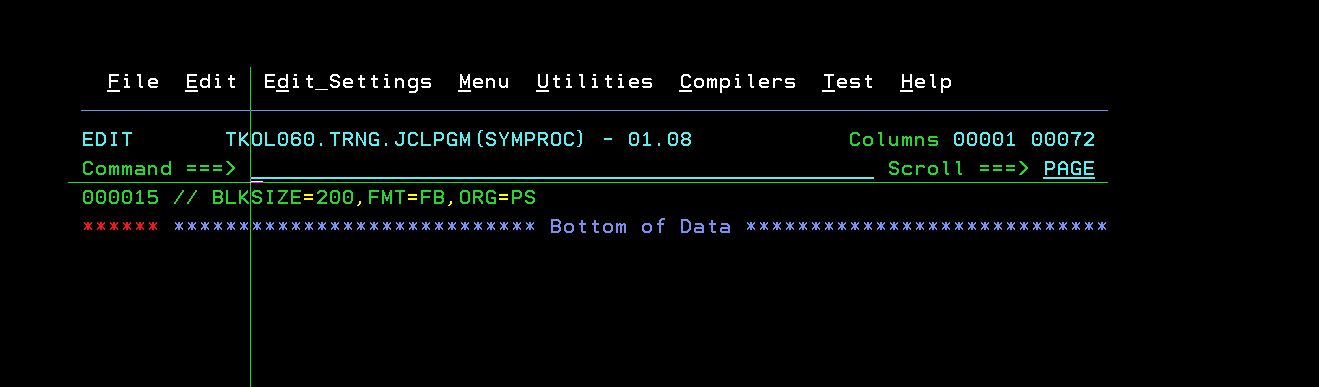 File Edit Edit_Settings Menu Utilities Compilers Test Help
EDIT TKOL060.TRNG.JCLPGM(SYMPROC) - 01.08 Columns 00001 00072
Command ===> Scroll ===> PAGE
000015 // BLKSIZE=200,FMT=FB,ORG=PS
****** **************************** Bottom of Data ****************************